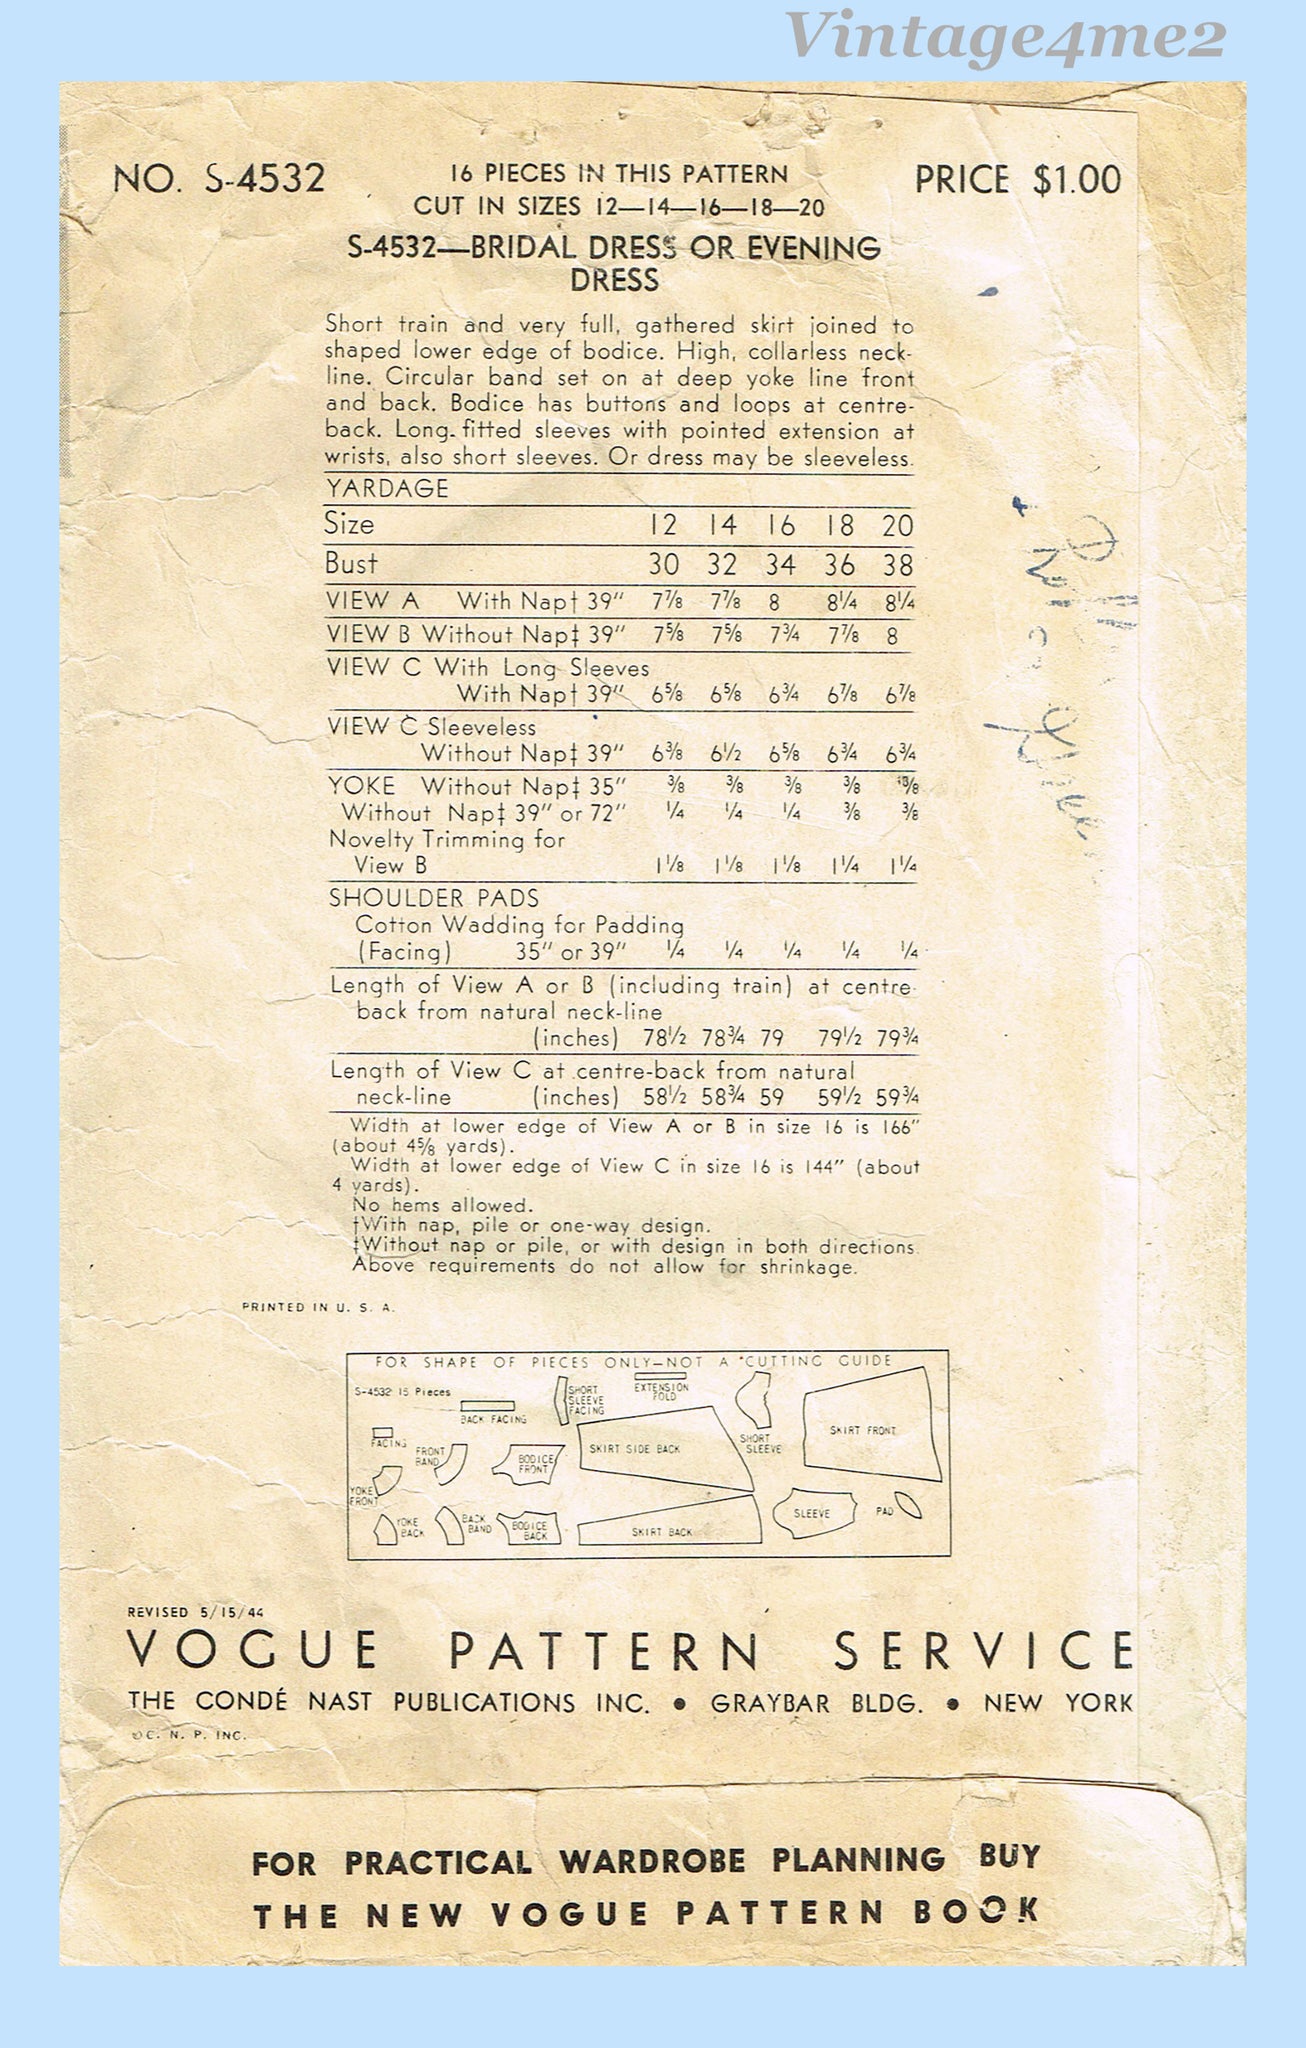 Vintage4me2
NO. S-4532
16 PIECES IN THIS PATTERN
PRICE $1.00
CUT IN SIZES 12—14—16—18—20
S-4532—BRIDAL DRESS OR EVENING
DRESS
Short train and very full, gathered skirt joined to
shaped lower edge of bodice. High, collarless neck-
line. Circular band set on at deep yoke line front
and back. Bodice has buttons and loops at centre-
back. Long-fitted sleeves with pointed extension at
wrists, also short sleeves. Or dress may be sleeveless.
YARDAGE
Size 12 14 16 18 20
Bust 30 32 34 36 38
VIEW A With Nap† 39" 7⅞ 7⅞ 8 8¼ 8¼
VIEW B Without Nap‡ 39" 7⅝ 7⅝ 7¾ 7⅞ 8
VIEW C With Long Sleeves
With Nap† 39" 6⅝ 6⅝ 6¾ 6⅞ 6⅞
VIEW C Sleeveless
Without Nap‡ 39" 6⅜ 6½ 6⅝ 6¾ 6¾
YOKE Without Nap‡ 35" ⅜ ⅜ ⅜ ⅜ ⅜
Without Nap‡ 39" or 72" ¼ ¼ ¼ ⅜ ⅜
Novelty Trimming for
View B 1⅛ 1⅛ 1⅛ 1¼ 1¼
SHOULDER PADS
Cotton Wadding for Padding
(Facing) 35" or 39" ¼ ¼ ¼ ¼ ¼
Length of View A or B (including train) at centre-
back from natural neck-line
(inches) 78½ 78¾ 79 79½ 79¾
Length of View C at centre-back from natural
neck-line (inches) 58½ 58¾ 59 59½ 59¾
Width at lower edge of View A or B in size 16 is 166"
(about 4⅝ yards).
Width at lower edge of View C in size 16 is 144" (about
4 yards).
No hems allowed.
†With nap, pile or one-way design.
‡Without nap or pile, or with design in both directions.
Above requirements do not allow for shrinkage.
PRINTED IN U. S. A.
FOR SHAPE OF PIECES ONLY—NOT A CUTTING GUIDE
S-4532 15 Pieces
BACK FACING
SHORT
SLEEVE
FACING
EXTENSION
FOLD
SHORT
SLEEVE
SKIRT FRONT
FACING
FRONT
BAND
BODICE
FRONT
SKIRT SIDE BACK
YOKE
FRONT
YOKE
BACK
BACK
BAND
BODICE
BACK
SKIRT BACK
SLEEVE
PAD
REVISED 5/15/44
VOGUE PATTERN SERVICE
THE CONDÉ NAST PUBLICATIONS INC. • GRAYBAR BLDG. • NEW YORK
©C. N. P. INC.
FOR PRACTICAL WARDROBE PLANNING BUY
THE NEW VOGUE PATTERN BOOK